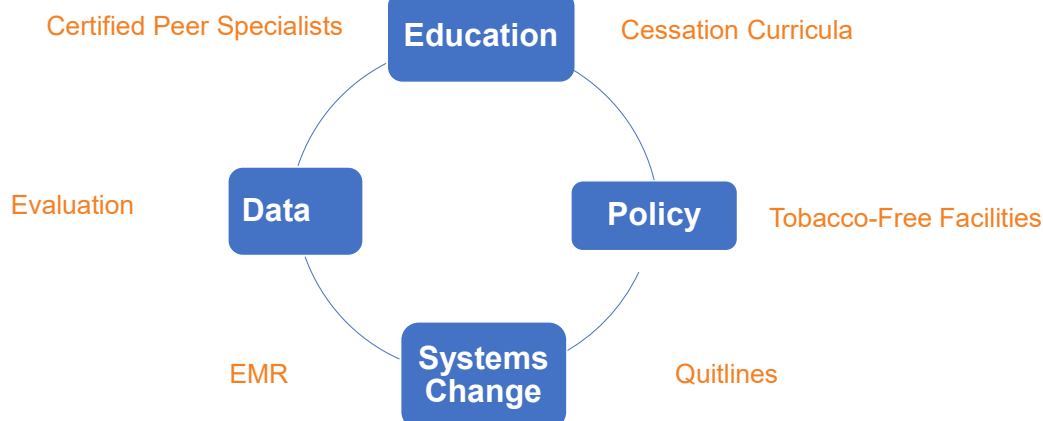 Certified Peer Specialists
Education
Cessation Curricula
Evaluation
Data
Policy
Tobacco-Free Facilities
EMR
Systems
Change
Quitlines